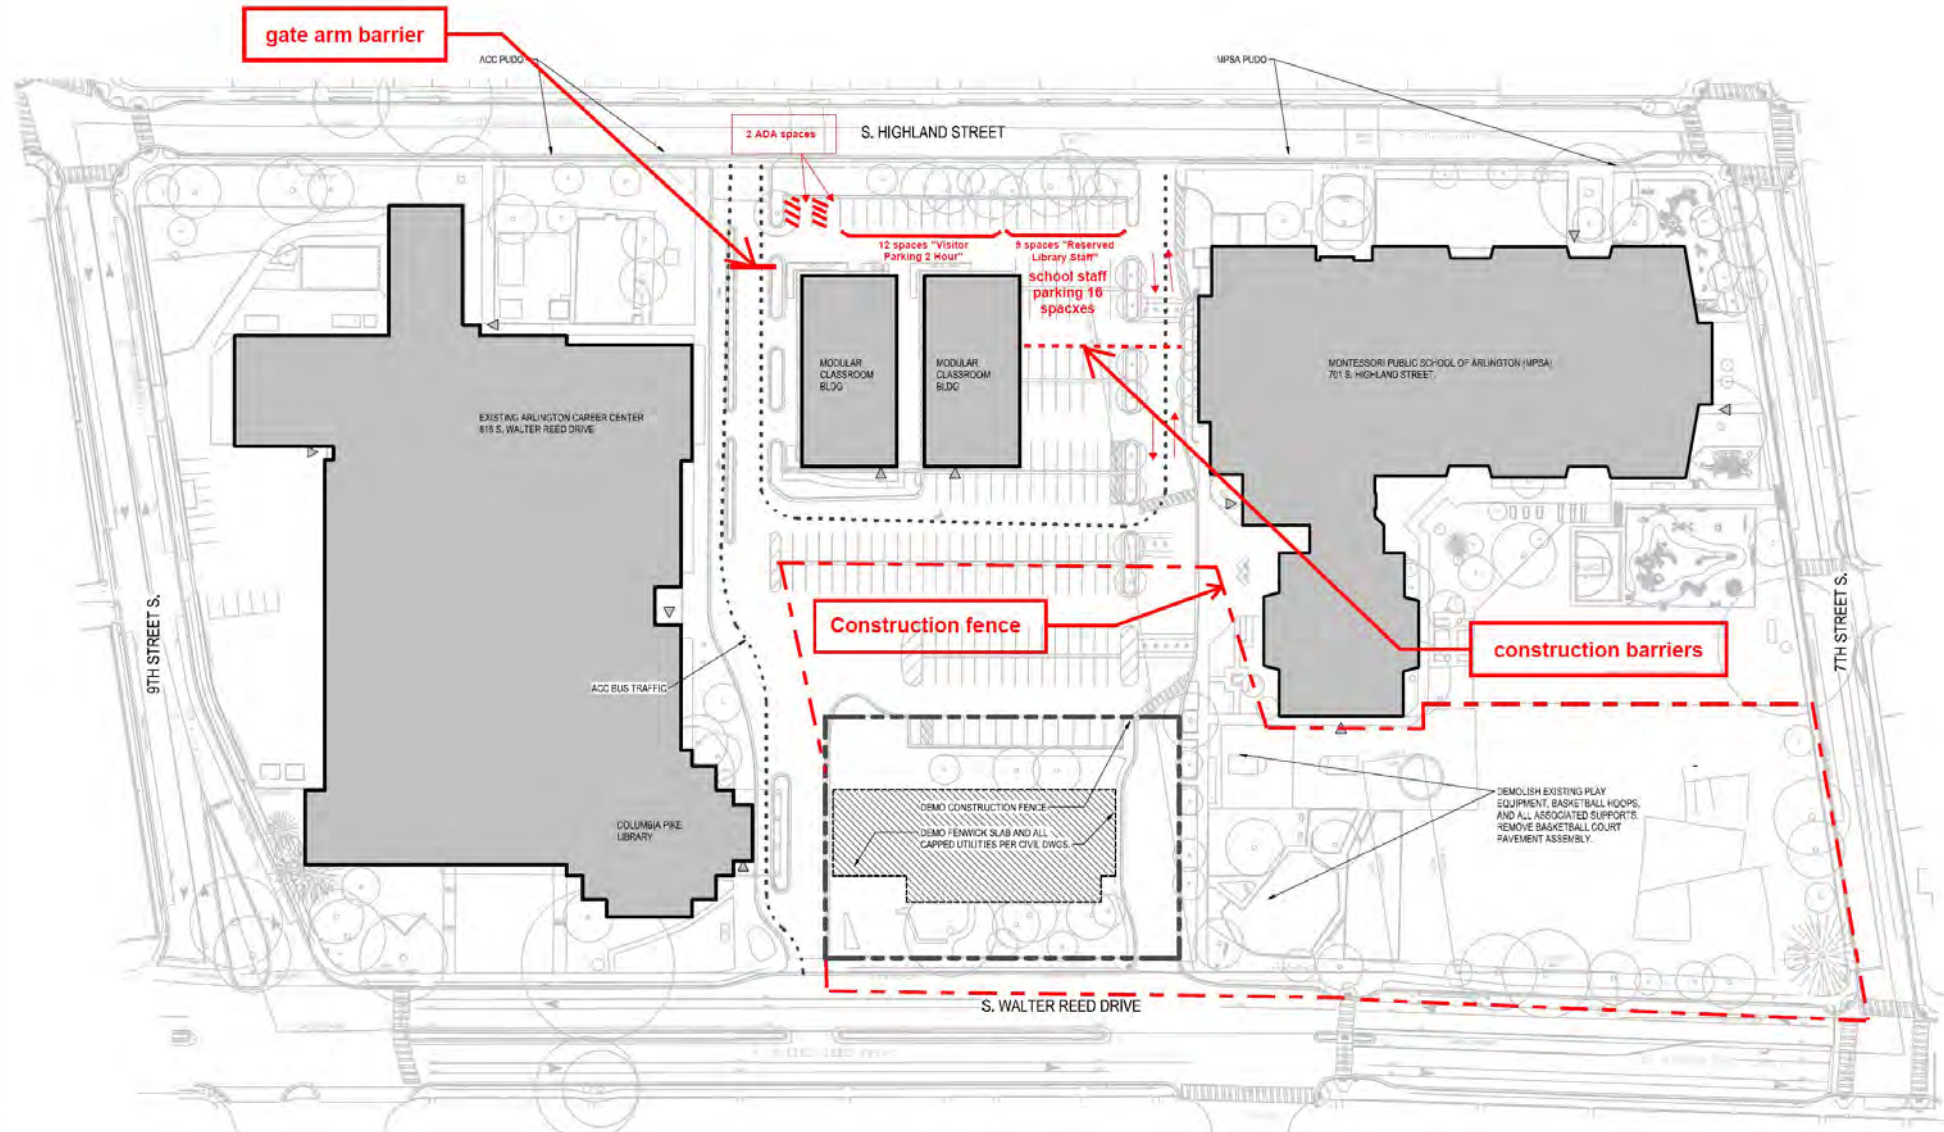 gate arm barrier
ACC PUDO
MPSA PUDO
2 ADA spaces
S. HIGHLAND STREET
12 spaces "Visitor
Parking 2 Hour"
9 spaces "Reserved
Library Staff"
school staff
parking 16
spacxes
MODULAR
CLASSROOM
BLDG
MODULAR
CLASSROOM
BLDG
MONTESSORI PUBLIC SCHOOL OF ARLINGTON (MPSA)
701 S. HIGHLAND STREET.
EXISTING ARLINGTON CAREER CENTER
816 S. WALTER REED DRIVE
9TH STREET S.
7TH STREET S.
Construction fence
construction barriers
ACC BUS TRAFFIC
DEMO CONSTRUCTION FENCE
DEMO FENWICK SLAB AND ALL
CAPPED UTILITIES PER CIVIL DWGS.
COLUMBIA PIKE
LIBRARY
DEMOLISH EXISTING PLAY
EQUIPMENT, BASKETBALL HOOPS,
AND ALL ASSOCIATED SUPPORTS.
REMOVE BASKETBALL COURT
PAVEMENT ASSEMBLY.
S. WALTER REED DRIVE